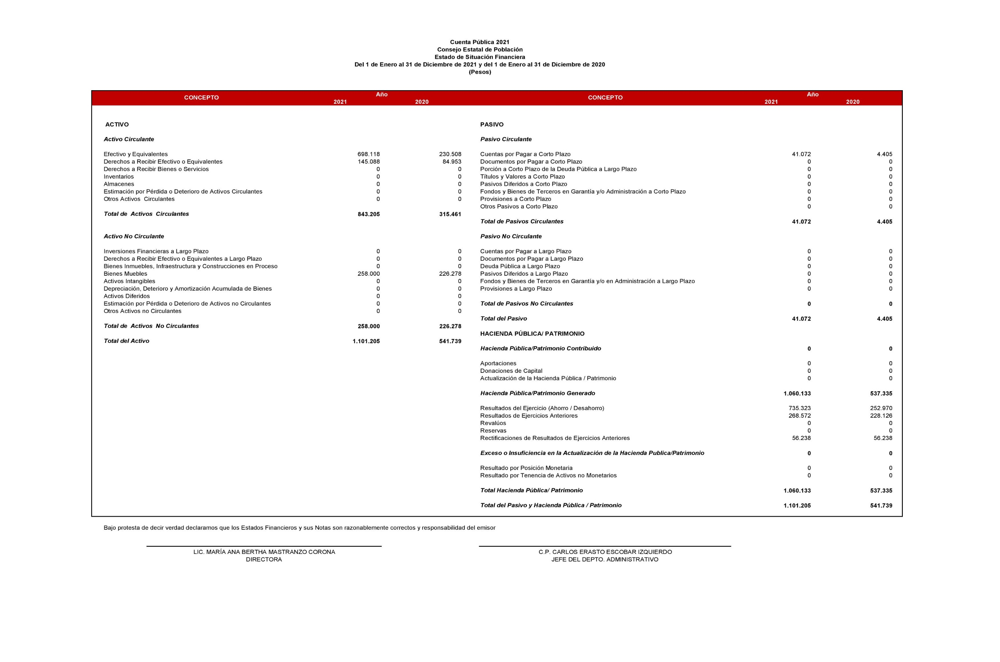 Cuenta Pública 2021
Consejo Estatal de Población
Estado de Situación Financiera
Del 1 de Enero al 31 de Diciembre de 2021 y del 1 de Enero al 31 de Diciembre de 2020
(Pesos)
CONCEPTO Año CONCEPTO Año
2021 2020 2021 2020
ACTIVO
Activo Circulante
Efectivo y Equivalentes 698.118 230.508
Derechos a Recibir Efectivo o Equivalentes 145.088 84.953
Derechos a Recibir Bienes o Servicios 0 0
Inventarios 0 0
Almacenes 0 0
Estimación por Pérdida o Deterioro de Activos Circulantes 0 0
Otros Activos Circulantes 0 0
Total de Activos Circulantes 843.205 315.461
Activo No Circulante
Inversiones Financieras a Largo Plazo 0 0
Derechos a Recibir Efectivo o Equivalentes a Largo Plazo 0 0
Bienes Inmuebles, Infraestructura y Construcciones en Proceso 0 0
Bienes Muebles 258.000 226.278
Activos Intangibles 0 0
Depreciación, Deterioro y Amortización Acumulada de Bienes 0 0
Activos Diferidos 0 0
Estimación por Pérdida o Deterioro de Activos no Circulantes 0 0
Otros Activos no Circulantes 0 0
Total de Activos No Circulantes 258.000 226.278
Total del Activo 1.101.205 541.739
PASIVO
Pasivo Circulante
Cuentas por Pagar a Corto Plazo 41.072 4.405
Documentos por Pagar a Corto Plazo 0 0
Porción a Corto Plazo de la Deuda Pública a Largo Plazo 0 0
Títulos y Valores a Corto Plazo 0 0
Pasivos Diferidos a Corto Plazo 0 0
Fondos y Bienes de Terceros en Garantía y/o Administración a Corto Plazo 0 0
Provisiones a Corto Plazo 0 0
Otros Pasivos a Corto Plazo 0 0
Total de Pasivos Circulantes 41.072 4.405
Pasivo No Circulante
Cuentas por Pagar a Largo Plazo 0 0
Documentos por Pagar a Largo Plazo 0 0
Deuda Pública a Largo Plazo 0 0
Pasivos Diferidos a Largo Plazo 0 0
Fondos y Bienes de Terceros en Garantía y/o en Administración a Largo Plazo 0 0
Provisiones a Largo Plazo 0 0
Total de Pasivos No Circulantes 0 0
Total del Pasivo 41.072 4.405
HACIENDA PÚBLICA/ PATRIMONIO
Hacienda Pública/Patrimonio Contribuido 0 0
Aportaciones 0 0
Donaciones de Capital 0 0
Actualización de la Hacienda Pública / Patrimonio 0 0
Hacienda Pública/Patrimonio Generado 1.060.133 537.335
Resultados del Ejercicio (Ahorro / Desahorro) 735.323 252.970
Resultados de Ejercicios Anteriores 268.572 228.126
Revalúos 0 0
Reservas 0 0
Rectificaciones de Resultados de Ejercicios Anteriores 56.238 56.238
Exceso o Insuficiencia en la Actualización de la Hacienda Publica/Patrimonio 0 0
Resultado por Posición Monetaria 0 0
Resultado por Tenencia de Activos no Monetarios 0 0
Total Hacienda Pública/ Patrimonio 1.060.133 537.335
Total del Pasivo y Hacienda Pública / Patrimonio 1.101.205 541.739
Bajo protesta de decir verdad declaramos que los Estados Financieros y sus Notas son razonablemente correctos y responsabilidad del emisor
LIC. MARÍA ANA BERTHA MASTRANZO CORONA
DIRECTORA
C.P. CARLOS ERASTO ESCOBAR IZQUIERDO
JEFE DEL DEPTO. ADMINISTRATIVO